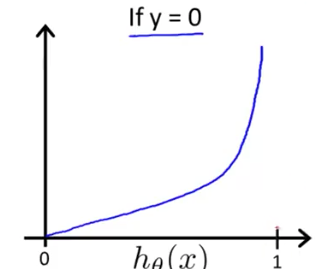 If y = 0
0 hθ(x) 1